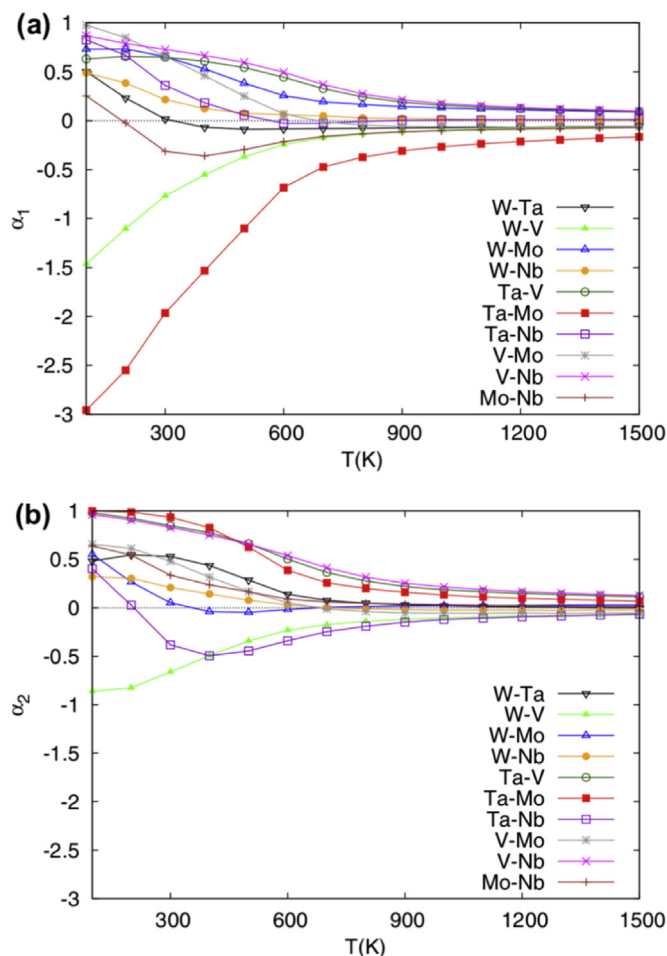 (a)
1
0.5
0
-0.5
-1
-1.5
-2
-2.5
-3
α1
W-Ta
W-V
W-Mo
W-Nb
Ta-V
Ta-Mo
Ta-Nb
V-Mo
V-Nb
Mo-Nb
300 600 900 1200 1500
T(K)
(b)
1
0.5
0
-0.5
-1
-1.5
-2
-2.5
-3
α2
W-Ta
W-V
W-Mo
W-Nb
Ta-V
Ta-Mo
Ta-Nb
V-Mo
V-Nb
Mo-Nb
300 600 900 1200 1500
T(K)